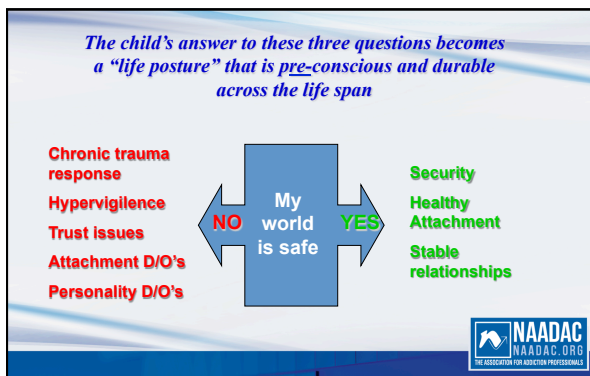 The child's answer to these three questions becomes
a “life posture” that is pre-conscious and durable
across the life span
Chronic trauma
response
Hypervigilence
Trust issues
Attachment D/O's
Personality D/O's
NO
My
world
is safe
YES
Security
Healthy
Attachment
Stable
relationships
NAADAC
NAADAC.ORG
THE ASSOCIATION FOR ADDICTION PROFESSIONALS